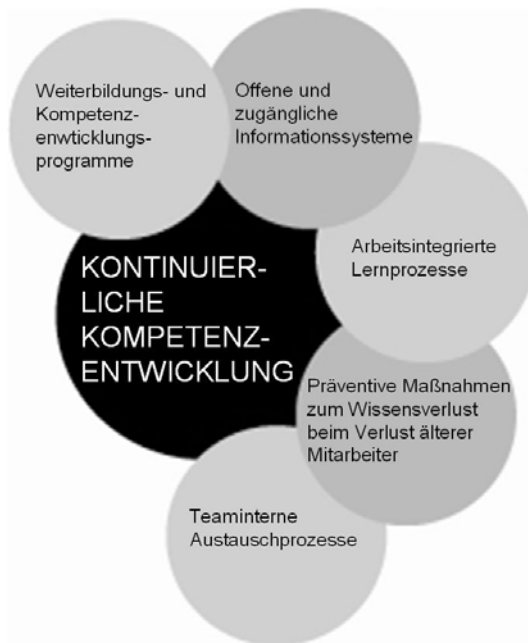 Weiterbildungs- und
Kompetenz-
enwticklungs-
programme
Offene und
zugängliche
Informationssysteme
Arbeitsintegrierte
Lernprozesse
KONTINUIER-
LICHE
KOMPETENZ-
ENTWICKLUNG
Präventive Maßnahmen
zum Wissensverlust
beim Verlust älterer
Mitarbeiter
Teaminterne
Austauschprozesse